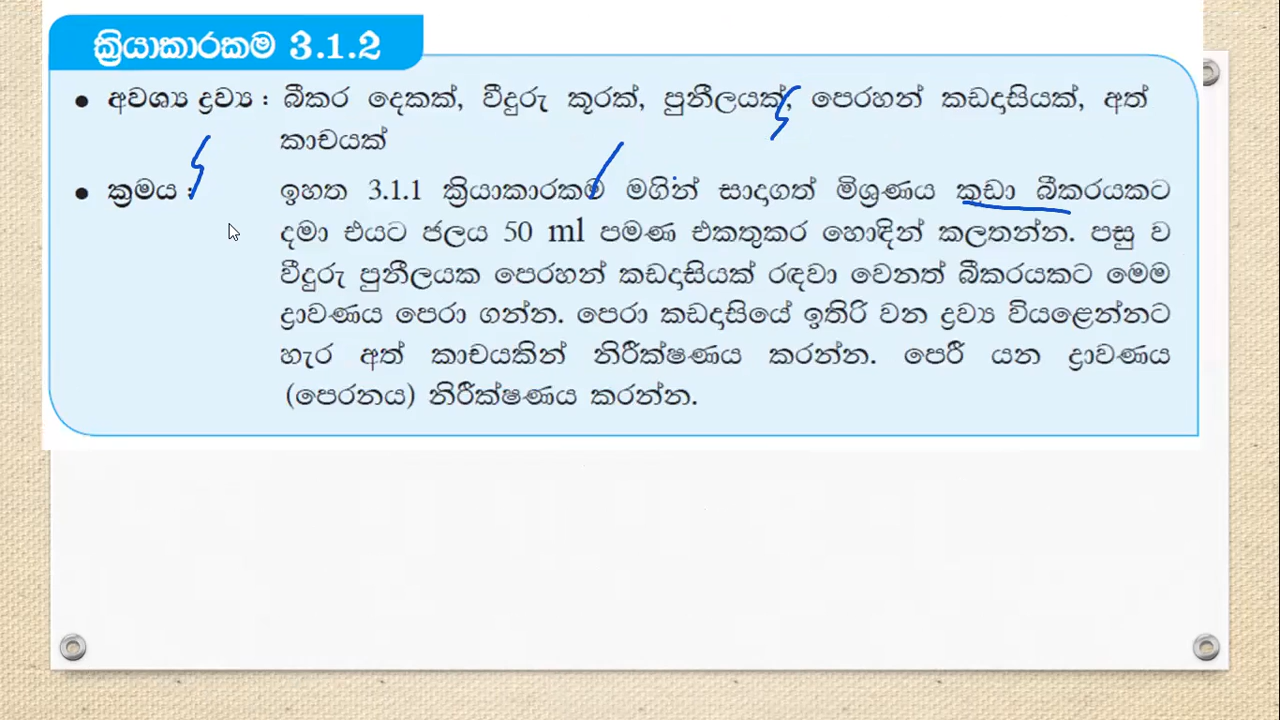 ක්‍රියාකාරකම 3.1.2
• අවශ්‍ය ද්‍රව්‍ය : බීකර දෙකක්, වීදුරු කූරක්, පුනීලයක්, පෙරහන් කඩදාසියක්, අත්
කාචයක්
• ක්‍රමය : ඉහත 3.1.1 ක්‍රියාකාරකම මගින් සාදාගත් මිශ්‍රණය කුඩා බීකරයකට
දමා එයට ජලය 50 ml පමණ එකතුකර හොඳින් කලතන්න. පසු ව
වීදුරු පුනීලයක පෙරහන් කඩදාසියක් රඳවා වෙනත් බීකරයකට මෙම
ද්‍රාවණය පෙරා ගන්න. පෙරා කඩදාසියේ ඉතිරි වන ද්‍රව්‍ය වියළෙන්නට
හැර අත් කාචයකින් නිරීක්ෂණය කරන්න. පෙරී යන ද්‍රාවණය
(පෙරනය) නිරීක්ෂණය කරන්න.